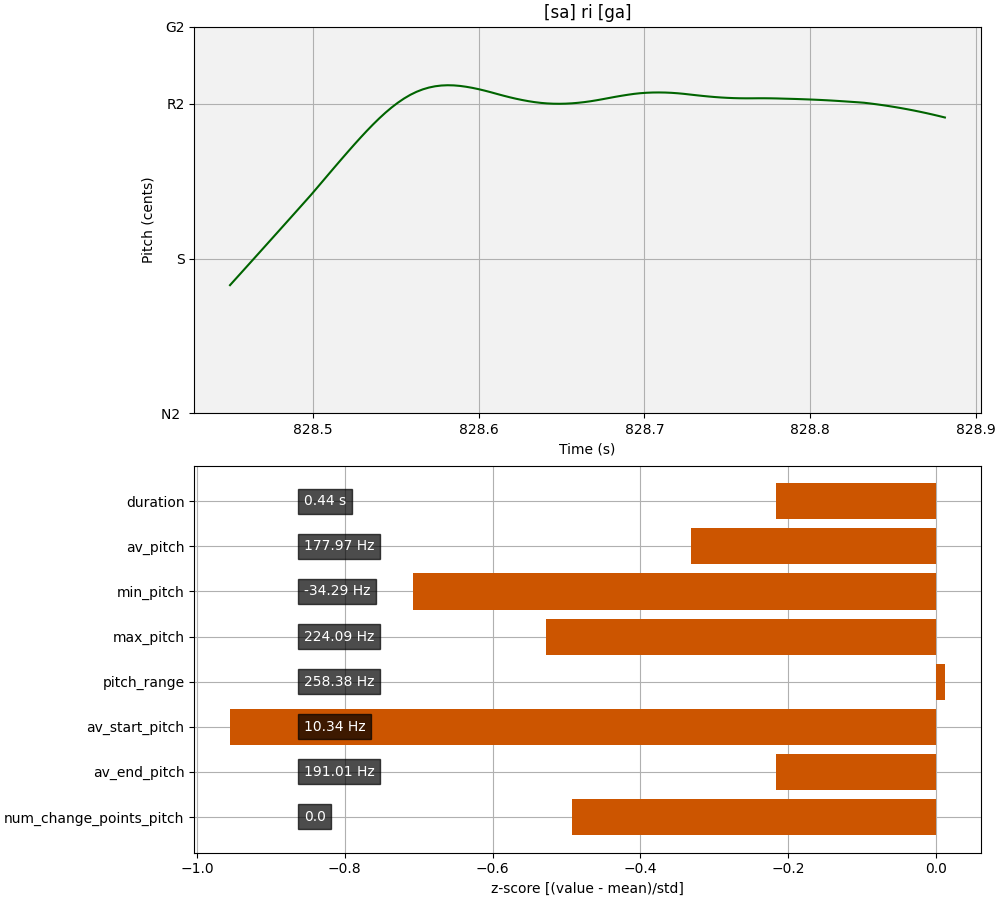 [sa] ri [ga]
G2
R2
S
N2
Pitch (cents)
828.5 828.6 828.7 828.8 828.9
Time (s)
duration 0.44 s
av_pitch 177.97 Hz
min_pitch -34.29 Hz
max_pitch 224.09 Hz
pitch_range 258.38 Hz
av_start_pitch 10.34 Hz
av_end_pitch 191.01 Hz
num_change_points_pitch 0.0
−1.0 −0.8 −0.6 −0.4 −0.2 0.0
z-score [(value - mean)/std]